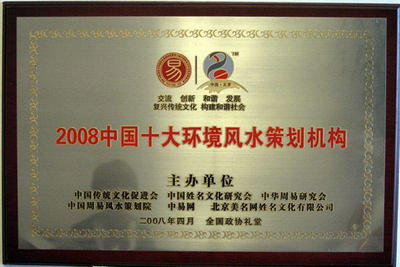 易
TM
中国·北京
交流 创新 和谐 发展
复兴传统文化 构建和谐社会
2008中国十大环境风水策划机构
主办单位
中国传统文化促进会 中国姓名文化研究会 中华周易研究会
中国周易风水策划院 中易网 北京美名网姓名文化有限公司
二00八年四月 全国政协礼堂